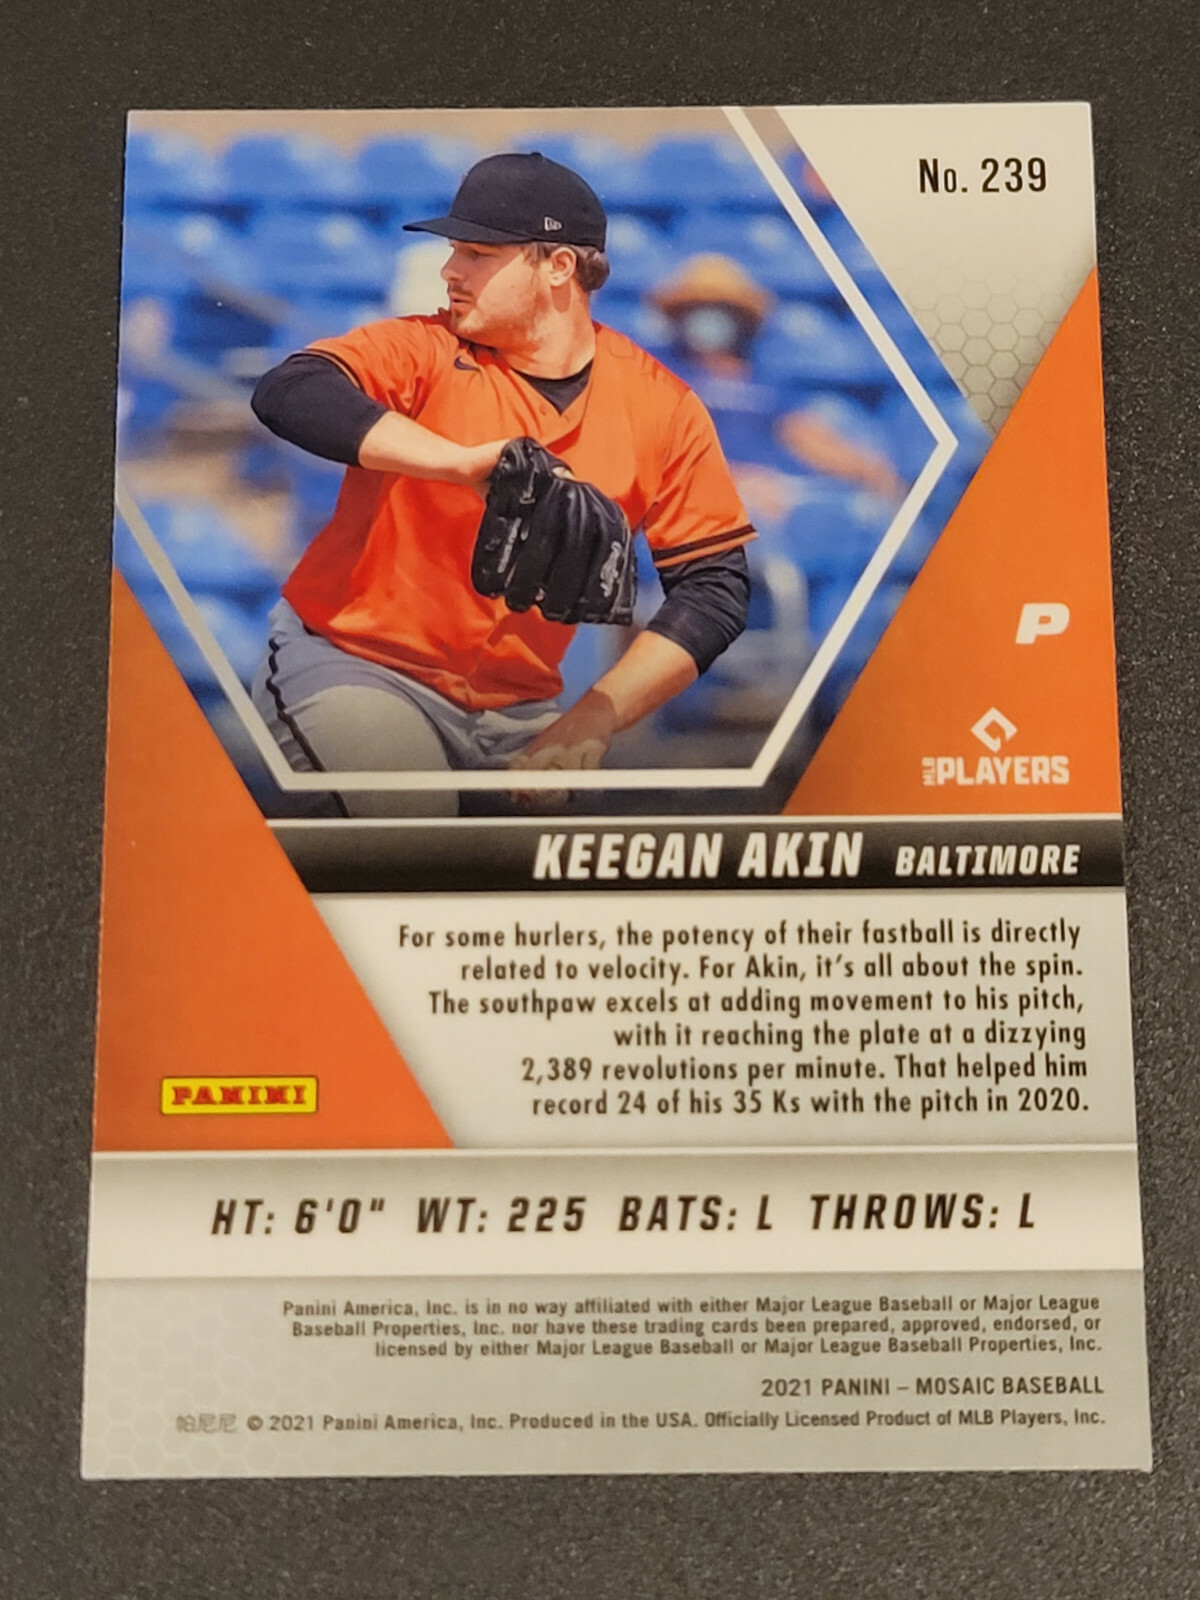 No. 239
P
MLB PLAYERS
KEEGAN AKIN BALTIMORE
For some hurlers, the potency of their fastball is directly
related to velocity. For Akin, it's all about the spin.
The southpaw excels at adding movement to his pitch,
with it reaching the plate at a dizzying
2,389 revolutions per minute. That helped him
record 24 of his 35 Ks with the pitch in 2020.
PANINI
HT: 6'0" WT: 225 BATS: L THROWS: L
Panini America, Inc. is in no way affiliated with either Major League Baseball or Major League
Baseball Properties, Inc. nor have these trading cards been prepared, approved, endorsed, or
licensed by either Major League Baseball or Major League Baseball Properties, Inc.
2021 PANINI – MOSAIC BASEBALL
帕尼尼 © 2021 Panini America, Inc. Produced in the USA. Officially Licensed Product of MLB Players, Inc.